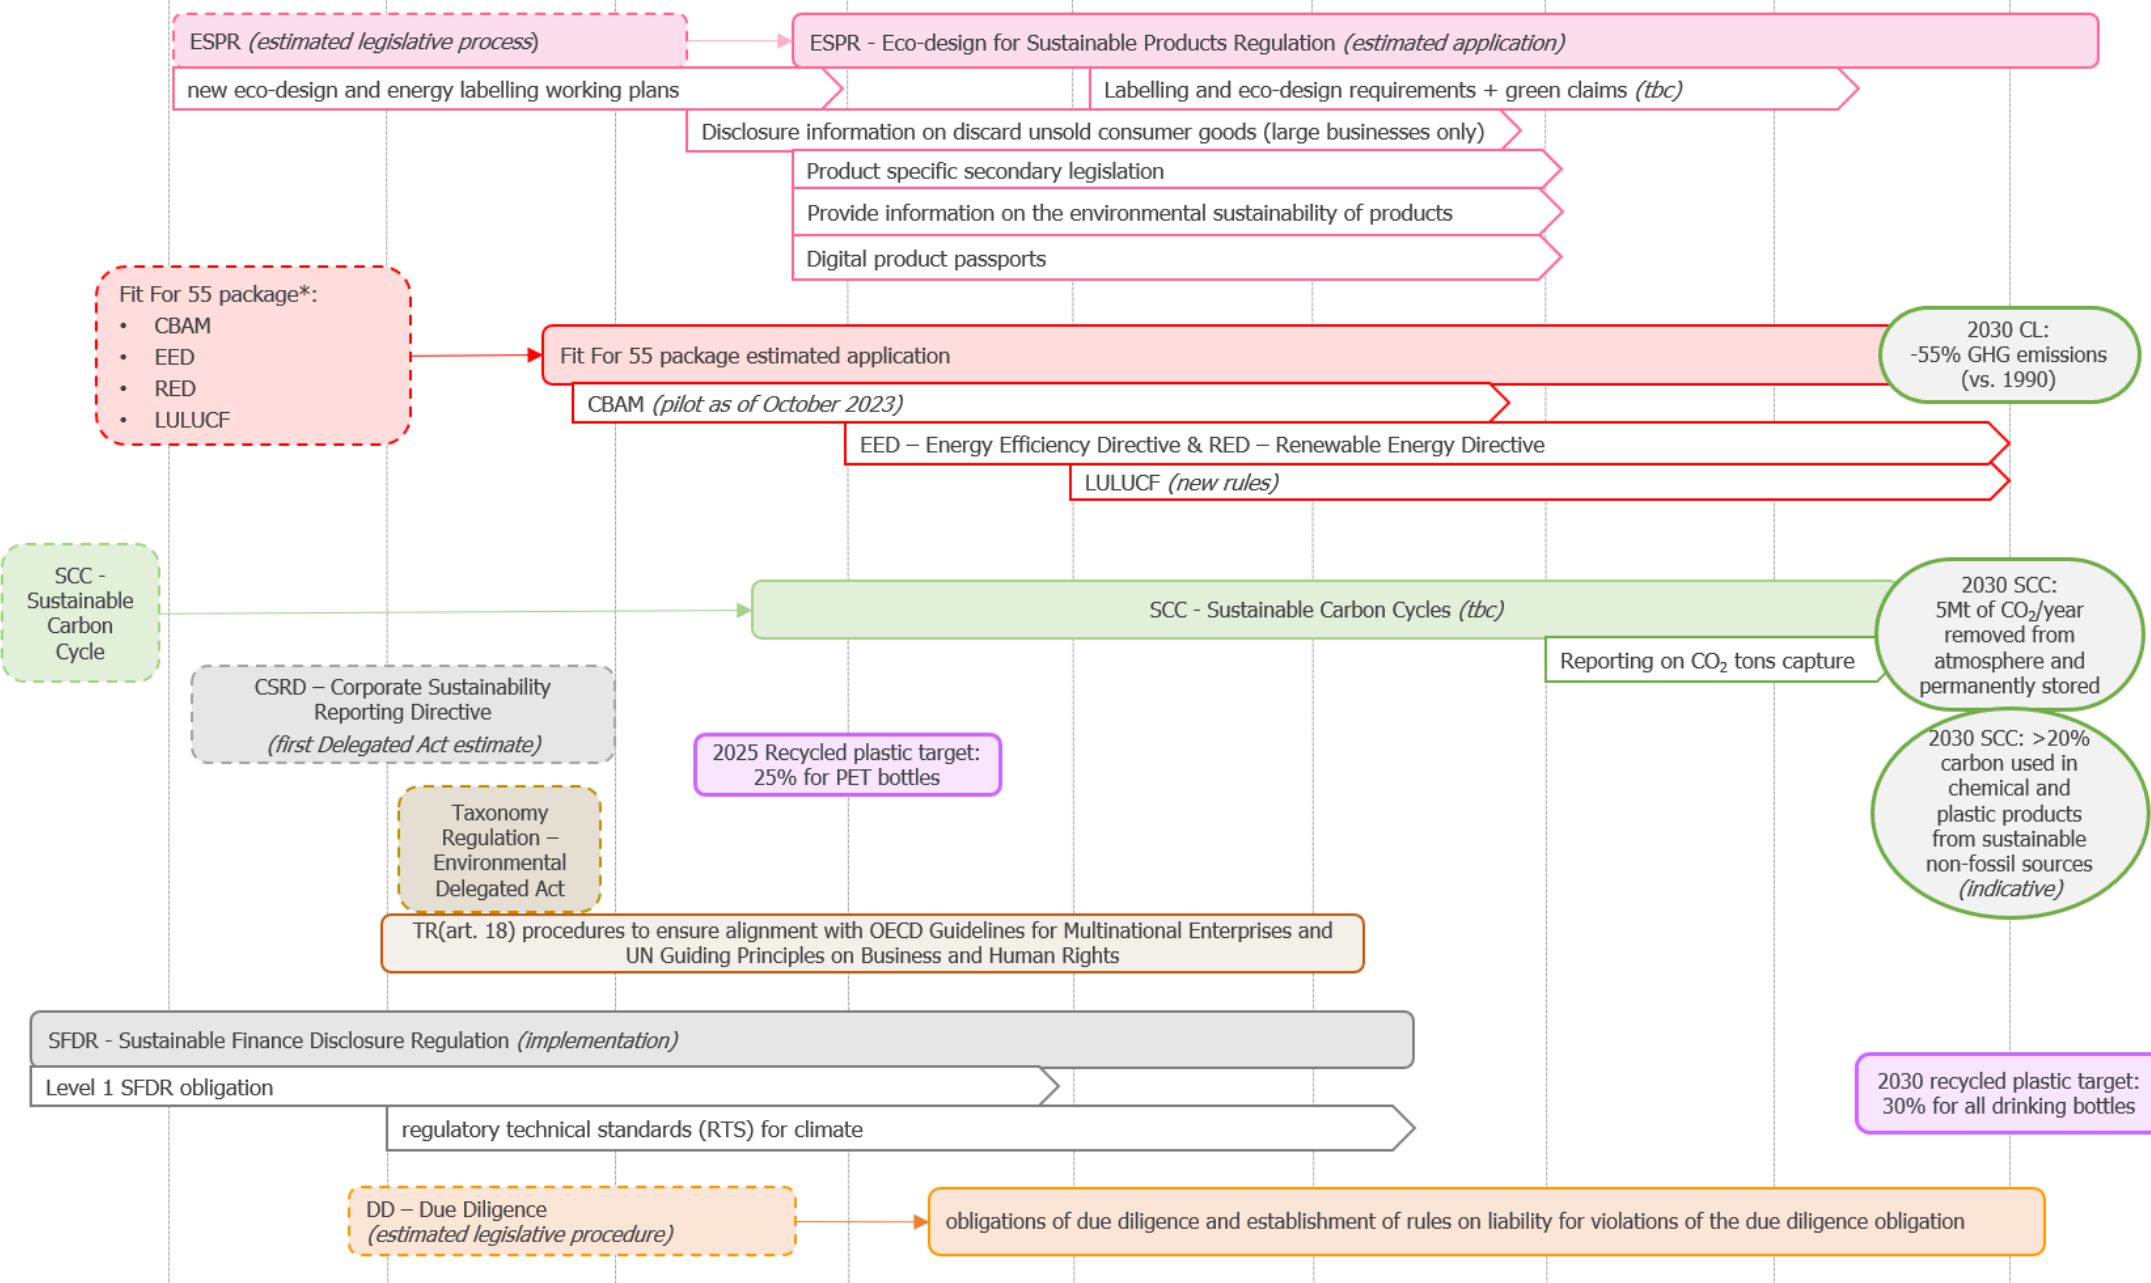 ESPR (estimated legislative process)
ESPR - Eco-design for Sustainable Products Regulation (estimated application)
new eco-design and energy labelling working plans
Labelling and eco-design requirements + green claims (tbc)
Disclosure information on discard unsold consumer goods (large businesses only)
Product specific secondary legislation
Provide information on the environmental sustainability of products
Digital product passports
Fit For 55 package*:
• CBAM
• EED
• RED
• LULUCF
Fit For 55 package estimated application
2030 CL:
-55% GHG emissions
(vs. 1990)
CBAM (pilot as of October 2023)
EED – Energy Efficiency Directive & RED – Renewable Energy Directive
LULUCF (new rules)
SCC -
Sustainable
Carbon
Cycle
SCC - Sustainable Carbon Cycles (tbc)
2030 SCC:
5Mt of CO₂/year
removed from
atmosphere and
permanently stored
Reporting on CO₂ tons capture
CSRD – Corporate Sustainability
Reporting Directive
(first Delegated Act estimate)
2025 Recycled plastic target:
25% for PET bottles
2030 SCC: >20%
carbon used in
chemical and
plastic products
from sustainable
non-fossil sources
(indicative)
Taxonomy
Regulation –
Environmental
Delegated Act
TR(art. 18) procedures to ensure alignment with OECD Guidelines for Multinational Enterprises and
UN Guiding Principles on Business and Human Rights
SFDR - Sustainable Finance Disclosure Regulation (implementation)
Level 1 SFDR obligation
regulatory technical standards (RTS) for climate
2030 recycled plastic target:
30% for all drinking bottles
DD – Due Diligence
(estimated legislative procedure)
obligations of due diligence and establishment of rules on liability for violations of the due diligence obligation